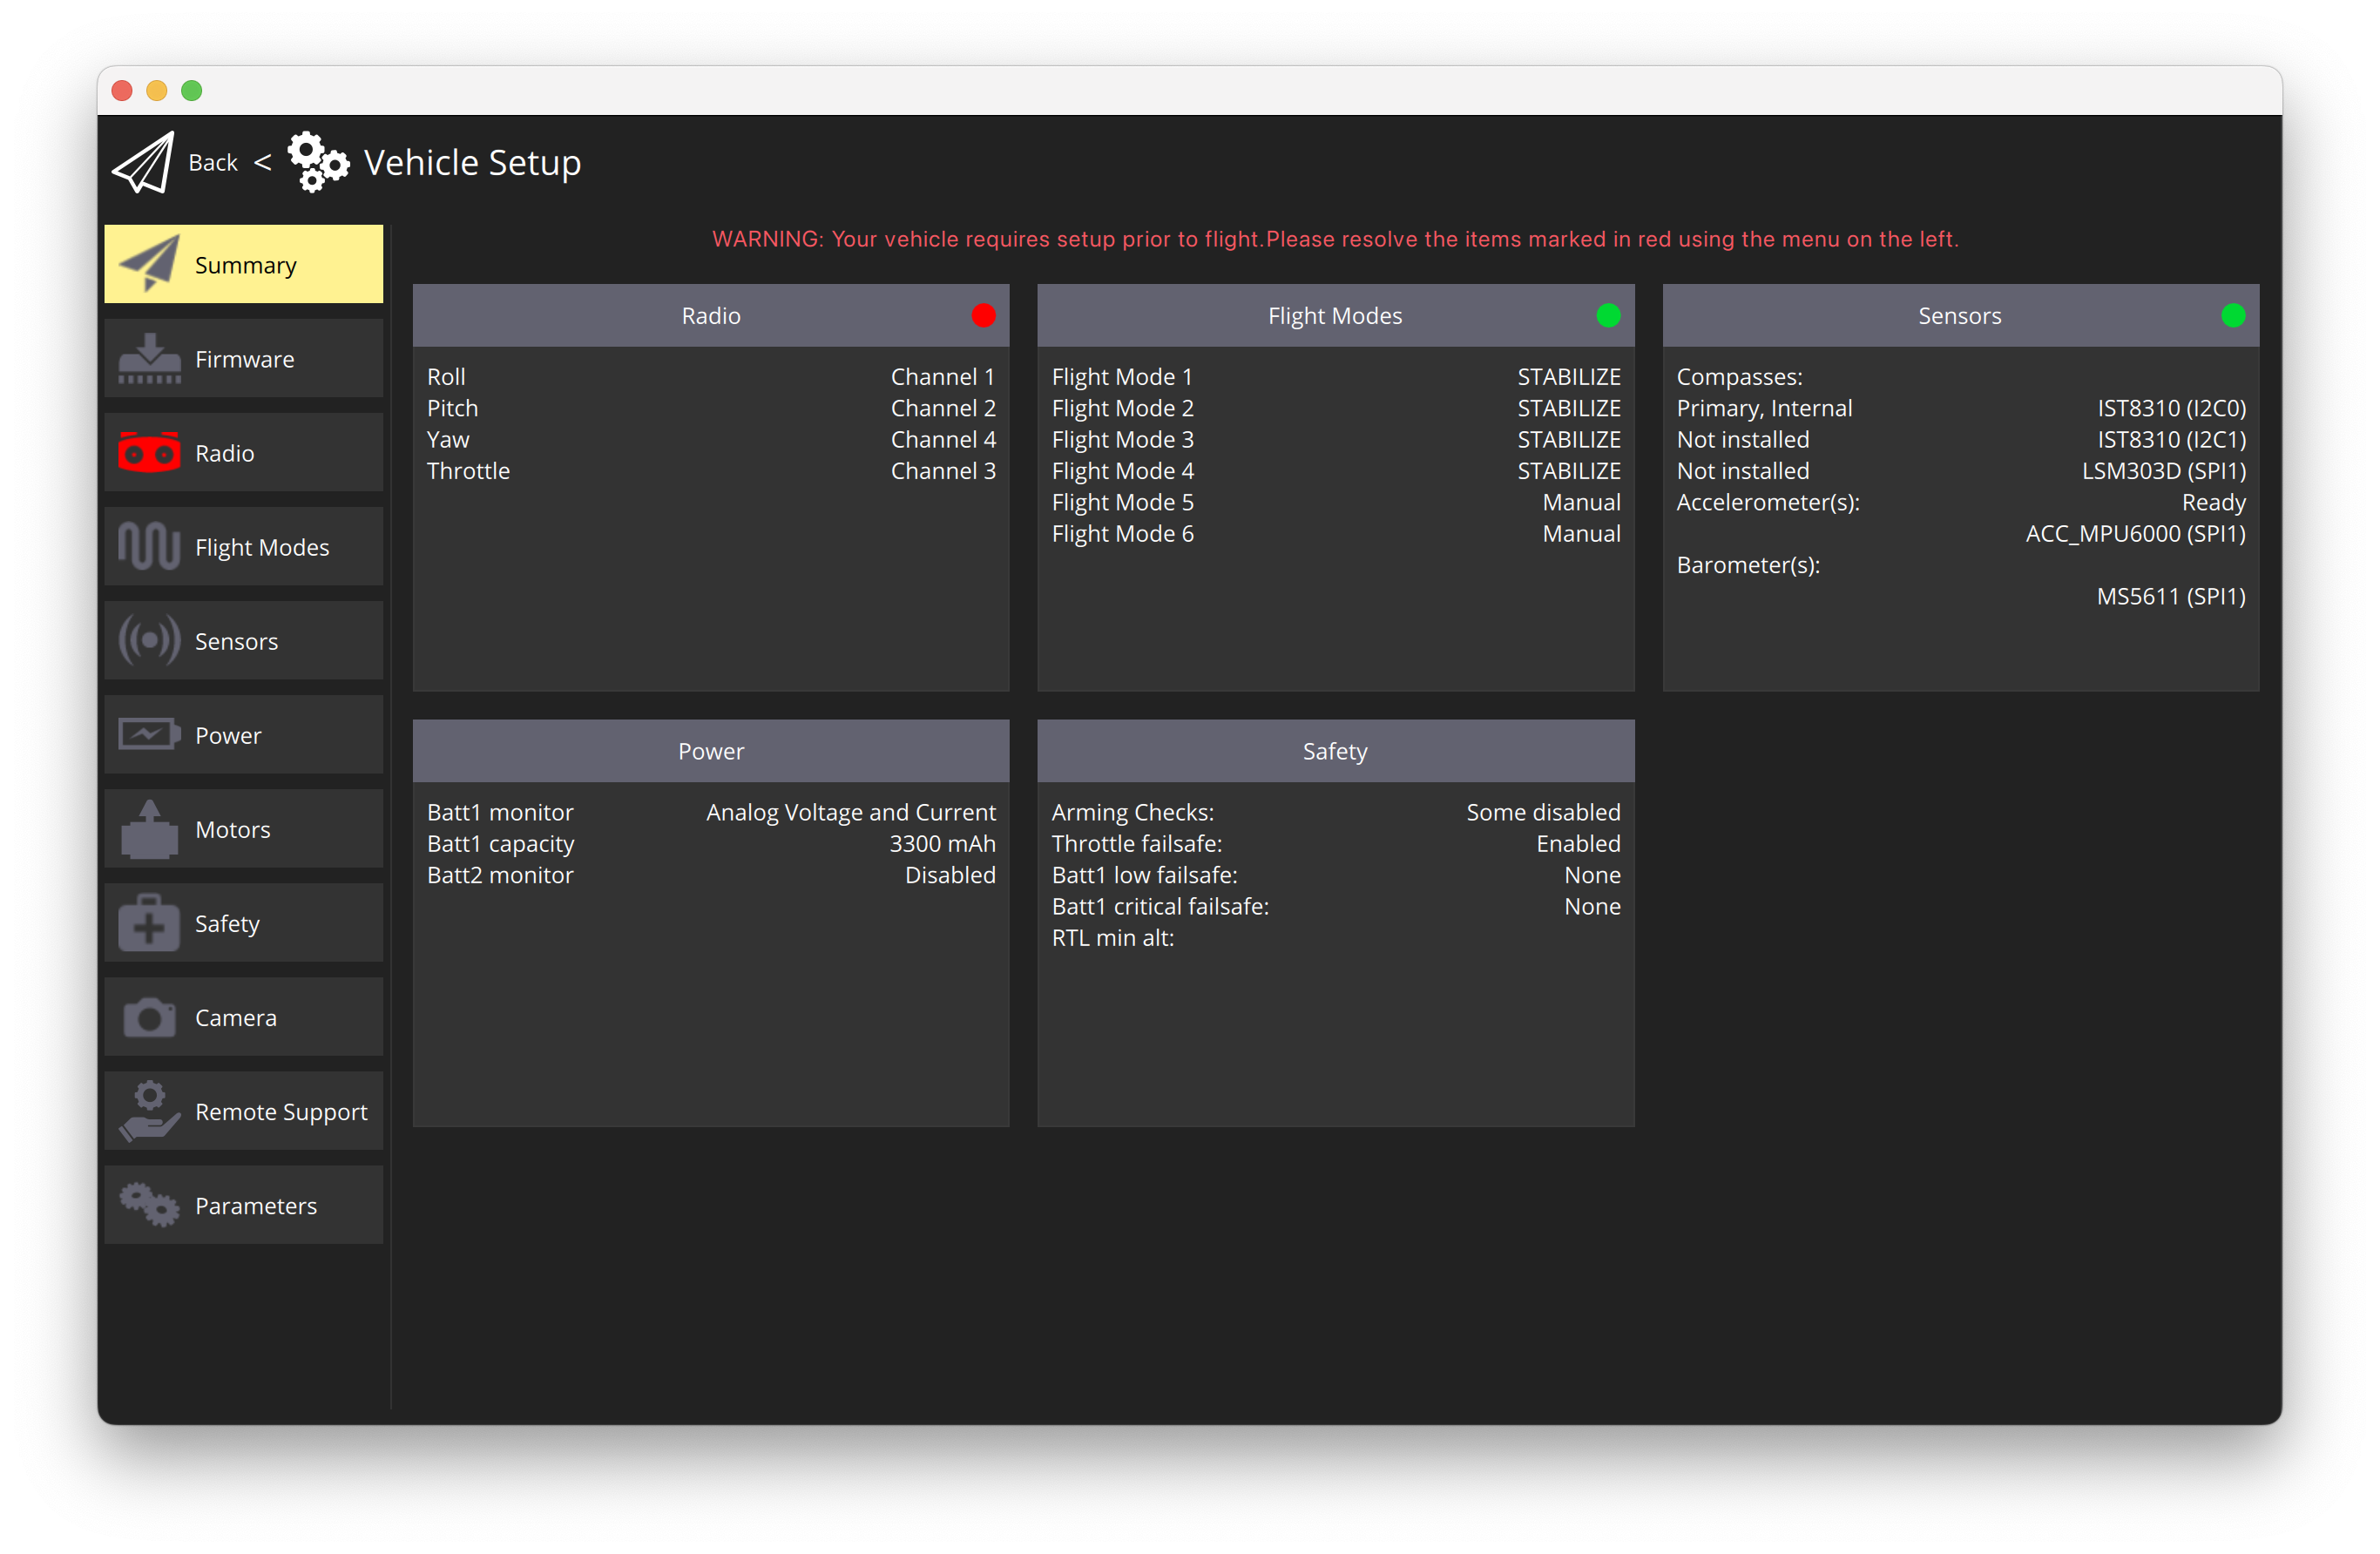 Back < Vehicle Setup
WARNING: Your vehicle requires setup prior to flight.Please resolve the items marked in red using the menu on the left.
Summary
Firmware
Radio
Flight Modes
Sensors
Power
Motors
Safety
Camera
Remote Support
Parameters
Radio
Roll Channel 1
Pitch Channel 2
Yaw Channel 4
Throttle Channel 3
Flight Modes
Flight Mode 1 STABILIZE
Flight Mode 2 STABILIZE
Flight Mode 3 STABILIZE
Flight Mode 4 STABILIZE
Flight Mode 5 Manual
Flight Mode 6 Manual
Sensors
Compasses:
Primary, Internal IST8310 (I2C0)
Not installed IST8310 (I2C1)
Not installed LSM303D (SPI1)
Accelerometer(s): Ready
ACC_MPU6000 (SPI1)
Barometer(s):
MS5611 (SPI1)
Power
Batt1 monitor Analog Voltage and Current
Batt1 capacity 3300 mAh
Batt2 monitor Disabled
Safety
Arming Checks: Some disabled
Throttle failsafe: Enabled
Batt1 low failsafe: None
Batt1 critical failsafe: None
RTL min alt: